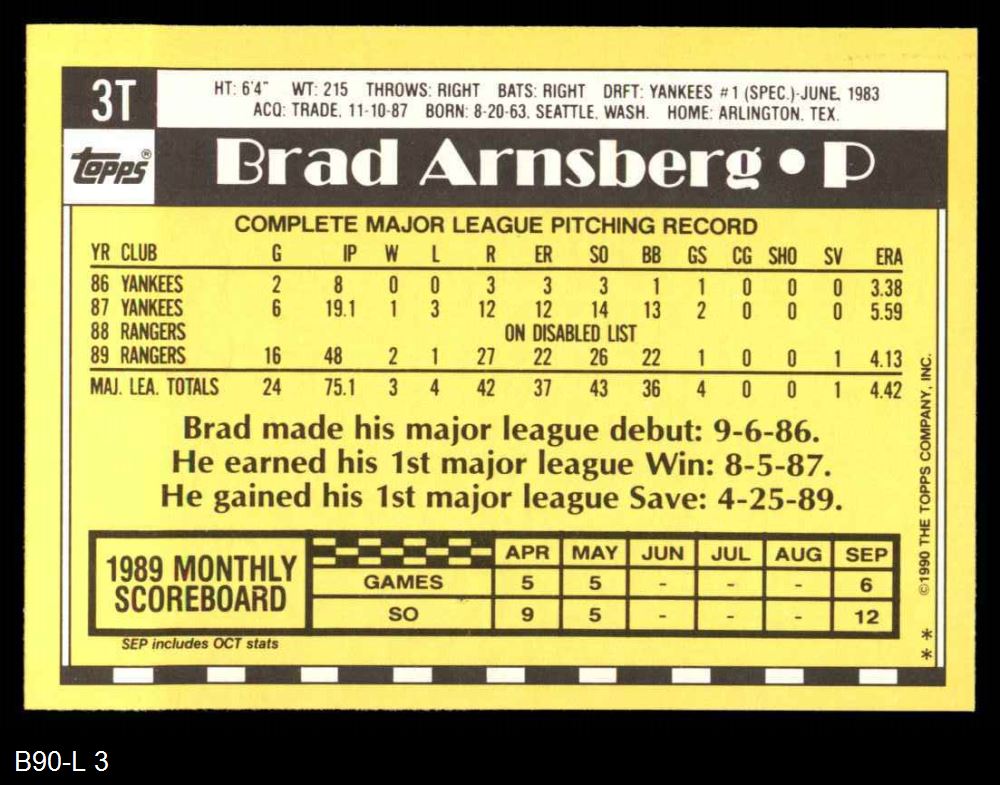 3T
HT: 6'4" WT: 215 THROWS: RIGHT BATS: RIGHT DRFT: YANKEES #1 (SPEC.)-JUNE, 1983
ACQ: TRADE, 11-10-87 BORN: 8-20-63, SEATTLE, WASH. HOME: ARLINGTON, TEX.
TOPPS®
Brad Arnsberg • P
COMPLETE MAJOR LEAGUE PITCHING RECORD
YR CLUB G IP W L R ER SO BB GS CG SHO SV ERA
86 YANKEES 2 8 0 0 3 3 3 1 1 0 0 0 3.38
87 YANKEES 6 19.1 1 3 12 12 14 13 2 0 0 0 5.59
88 RANGERS ON DISABLED LIST
89 RANGERS 16 48 2 1 27 22 26 22 1 0 0 1 4.13
MAJ. LEA. TOTALS 24 75.1 3 4 42 37 43 36 4 0 0 1 4.42
Brad made his major league debut: 9-6-86.
He earned his 1st major league Win: 8-5-87.
He gained his 1st major league Save: 4-25-89.
1989 MONTHLY
SCOREBOARD
APR MAY JUN JUL AUG SEP
GAMES 5 5 - - - 6
SO 9 5 - - - 12
SEP includes OCT stats
©1990 THE TOPPS COMPANY, INC.
* *
B90-L 3